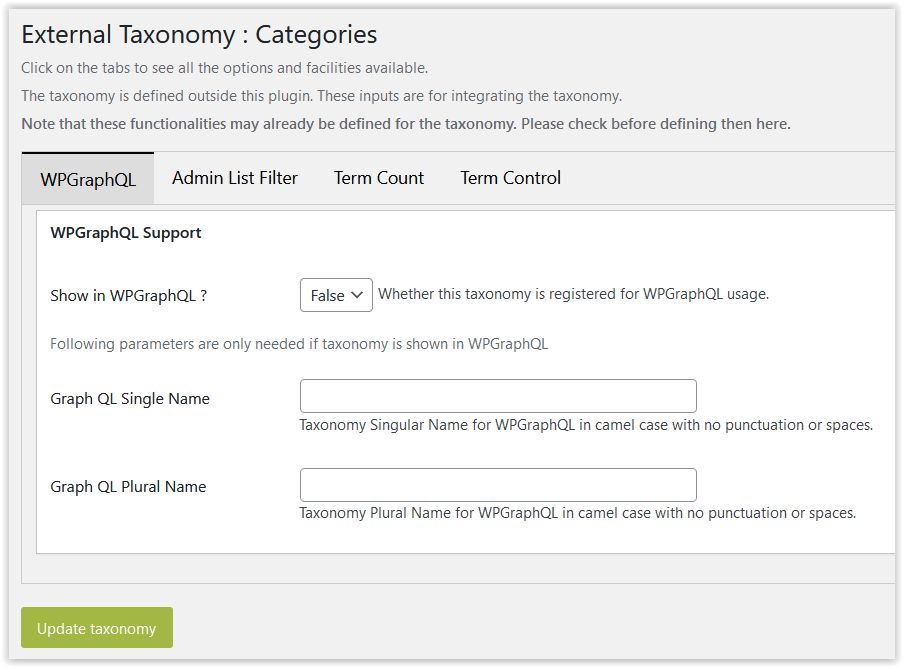 External Taxonomy : Categories
Click on the tabs to see all the options and facilities available.
The taxonomy is defined outside this plugin. These inputs are for integrating the taxonomy.
Note that these functionalities may already be defined for the taxonomy. Please check before defining then here.
WPGraphQL Admin List Filter Term Count Term Control
WPGraphQL Support
Show in WPGraphQL ? False Whether this taxonomy is registered for WPGraphQL usage.
Following parameters are only needed if taxonomy is shown in WPGraphQL
Graph QL Single Name
Taxonomy Singular Name for WPGraphQL in camel case with no punctuation or spaces.
Graph QL Plural Name
Taxonomy Plural Name for WPGraphQL in camel case with no punctuation or spaces.
Update taxonomy